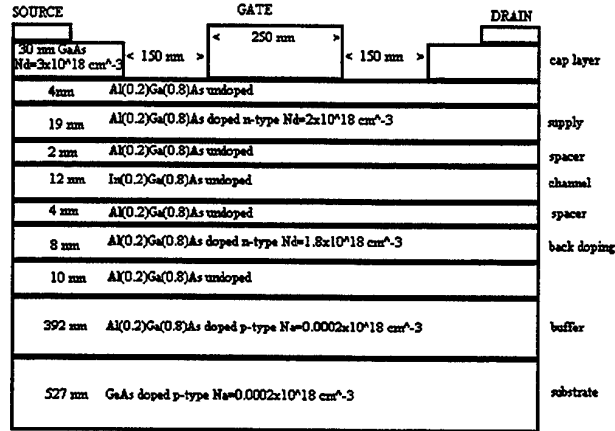 SOURCE GATE DRAIN
250 nm
30 nm GaAs
Nd=3x10^18 cm^-3
< 150 nm > < 150 nm > cap layer
4nm Al(0.2)Ga(0.8)As undoped
19 nm Al(0.2)Ga(0.8)As doped n-type Nd=2x10^18 cm^-3 supply
2 nm Al(0.2)Ga(0.8)As undoped spacer
12 nm In(0.2)Ga(0.8)As undoped channel
4 nm Al(0.2)Ga(0.8)As undoped spacer
8 nm Al(0.2)Ga(0.8)As doped n-type Nd=1.8x10^18 cm^-3 back doping
10 nm Al(0.2)Ga(0.8)As undoped
392 nm Al(0.2)Ga(0.8)As doped p-type Na=0.0002x10^18 cm^-3 buffer
527 nm GaAs doped p-type Na=0.0002x10^18 cm^-3 substrate